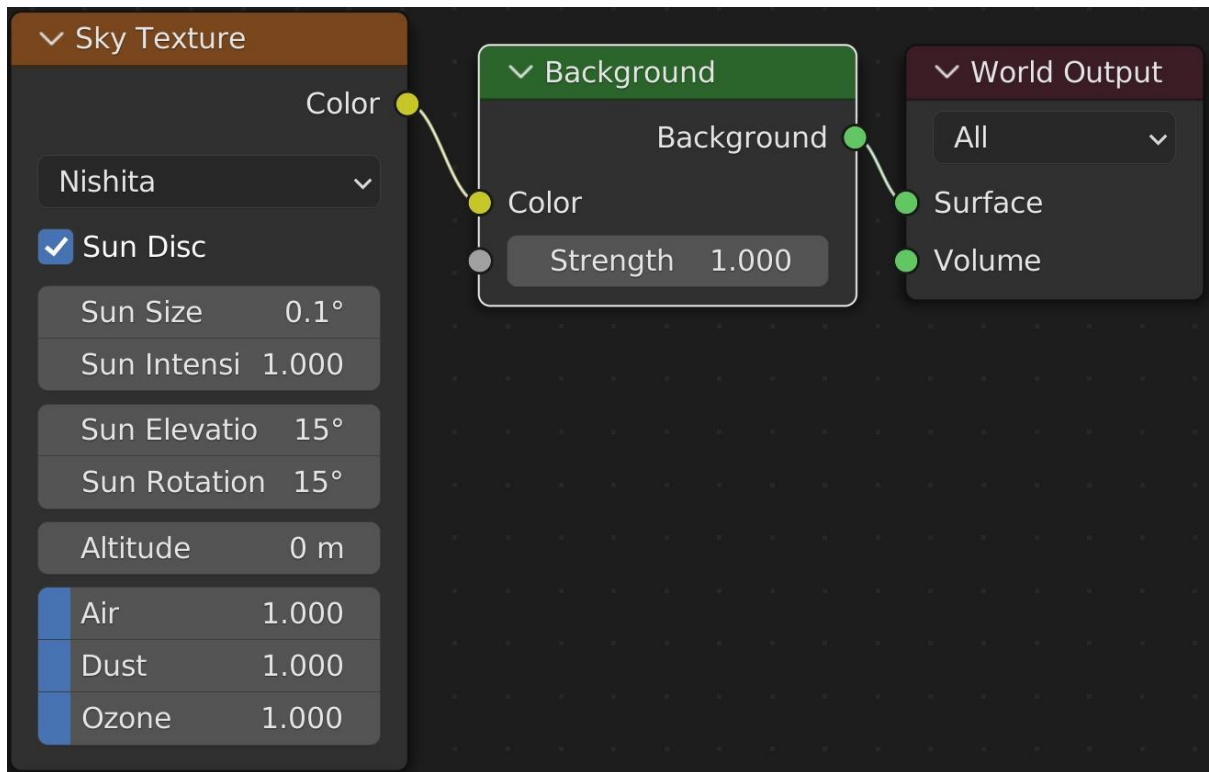 Sky Texture
Color
Nishita
Sun Disc
Sun Size 0.1°
Sun Intensi 1.000
Sun Elevatio 15°
Sun Rotation 15°
Altitude 0 m
Air 1.000
Dust 1.000
Ozone 1.000
Background
Background
Color
Strength 1.000
World Output
All
Surface
Volume